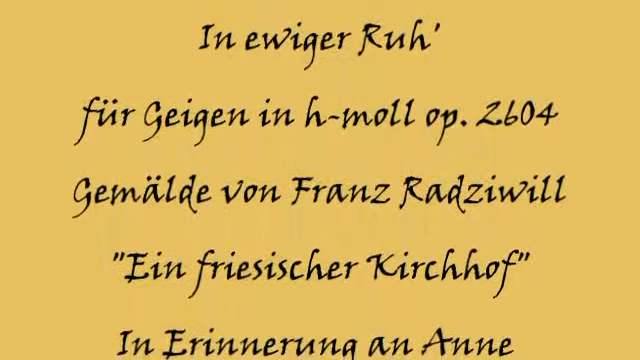 In ewiger Ruh'
für Geigen in h-moll op. 2604
Gemälde von Franz Radziwill
"Ein friesischer Kirchhof"
In Erinnerung an Anne